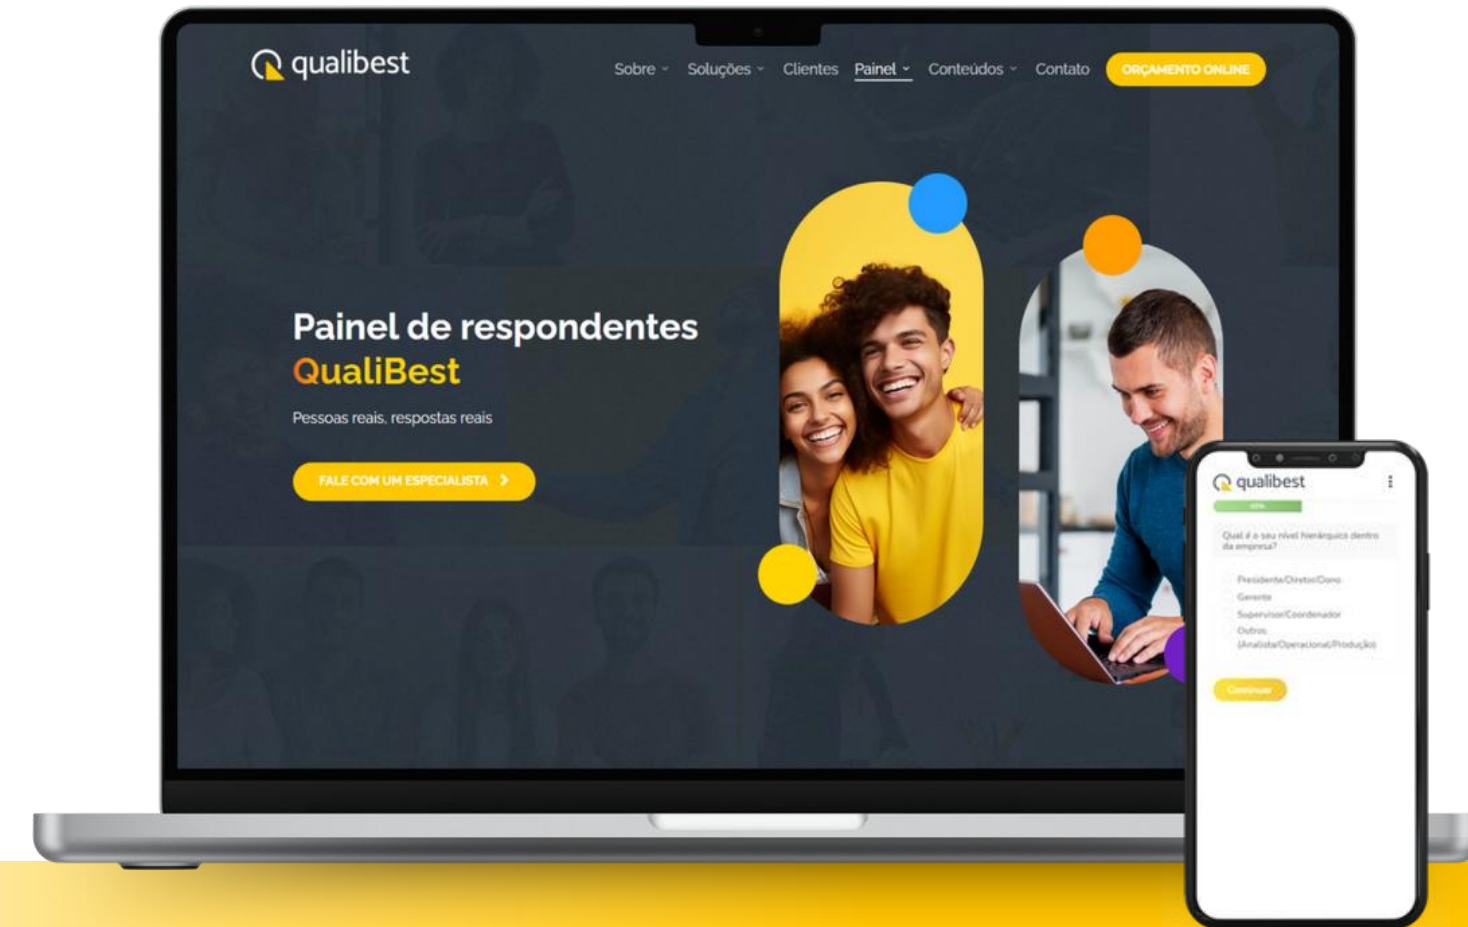 qualibest
Sobre
Soluções
Clientes
Painel
Conteúdos
Contato
ORÇAMENTO ONLINE
Painel de respondentes
QualiBest
Pessoas reais, respostas reais
FALE COM UM ESPECIALISTA
qualibest
Qual é o seu nível hierárquico dentro
da empresa?
Presidente/Diretor/Dono
Gerente
Supervisor/Coordenador
Outros
(Analista/Operacional/Produção)
Continuar